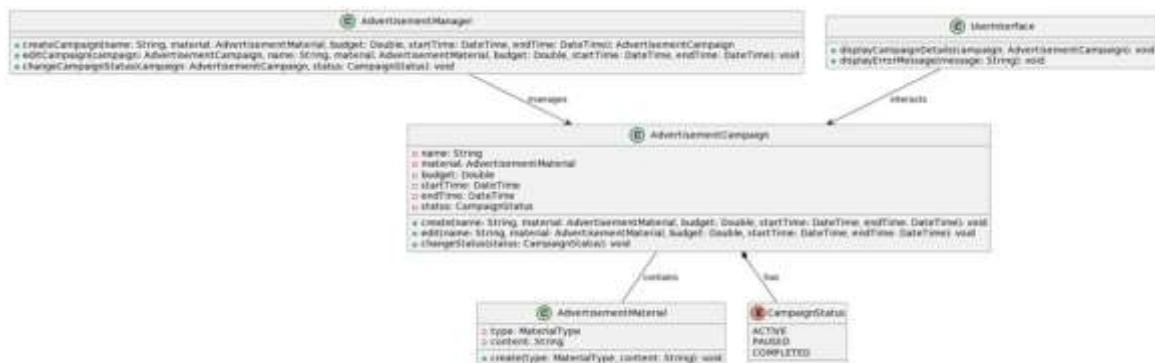 C AdvertisementManager
createCampaign(name: String, material: AdvertisementMaterial, budget: Double, startTime: DateTime, endTime: DateTime): AdvertisementCampaign
editCampaign(campaign: AdvertisementCampaign, name: String, material: AdvertisementMaterial, budget: Double, startTime: DateTime, endTime: DateTime): void
changeCampaignStatus(campaign: AdvertisementCampaign, status: CampaignStatus): void
C UserInterface
displayCampaignDetails(campaign: AdvertisementCampaign): void
displayErrorMessage(message: String): void
manages
interacts
C AdvertisementCampaign
name: String
material: AdvertisementMaterial
budget: Double
startTime: DateTime
endTime: DateTime
status: CampaignStatus
create(name: String, material: AdvertisementMaterial, budget: Double, startTime: DateTime, endTime: DateTime): void
edit(name: String, material: AdvertisementMaterial, budget: Double, startTime: DateTime, endTime: DateTime): void
changeStatus(status: CampaignStatus): void
contains
has
C AdvertisementMaterial
type: MaterialType
content: String
create(type: MaterialType, content: String): void
E CampaignStatus
ACTIVE
PAUSED
COMPLETED